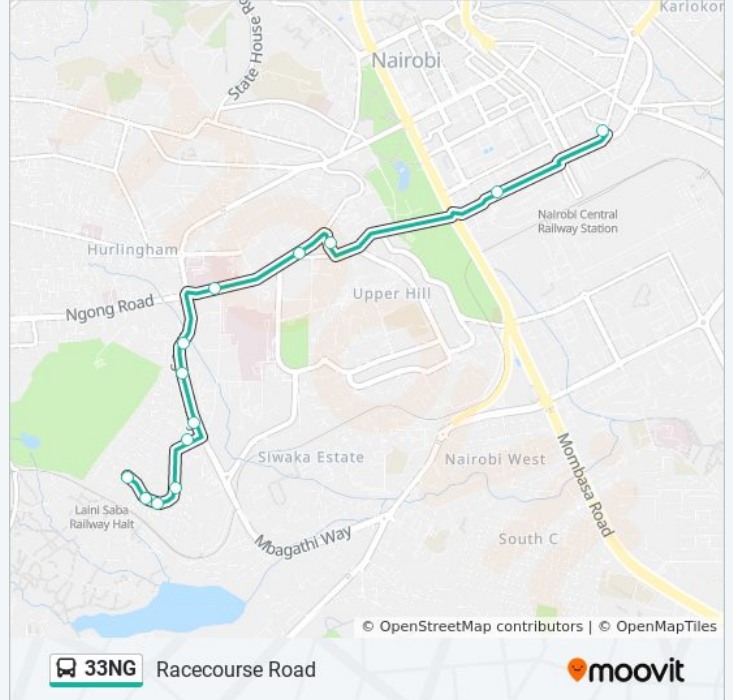 Kariokor
State House Ro
Nairobi
Nairobi Central
Railway Station
Hurlingham
Ngong Road
Upper Hill
Siwaka Estate
Nairobi West
Mombasa Road
Laini Saba
Railway Halt
Mbagathi Way
South C
© OpenStreetMap contributors | © OpenMapTiles
33NG Racecourse Road moovit